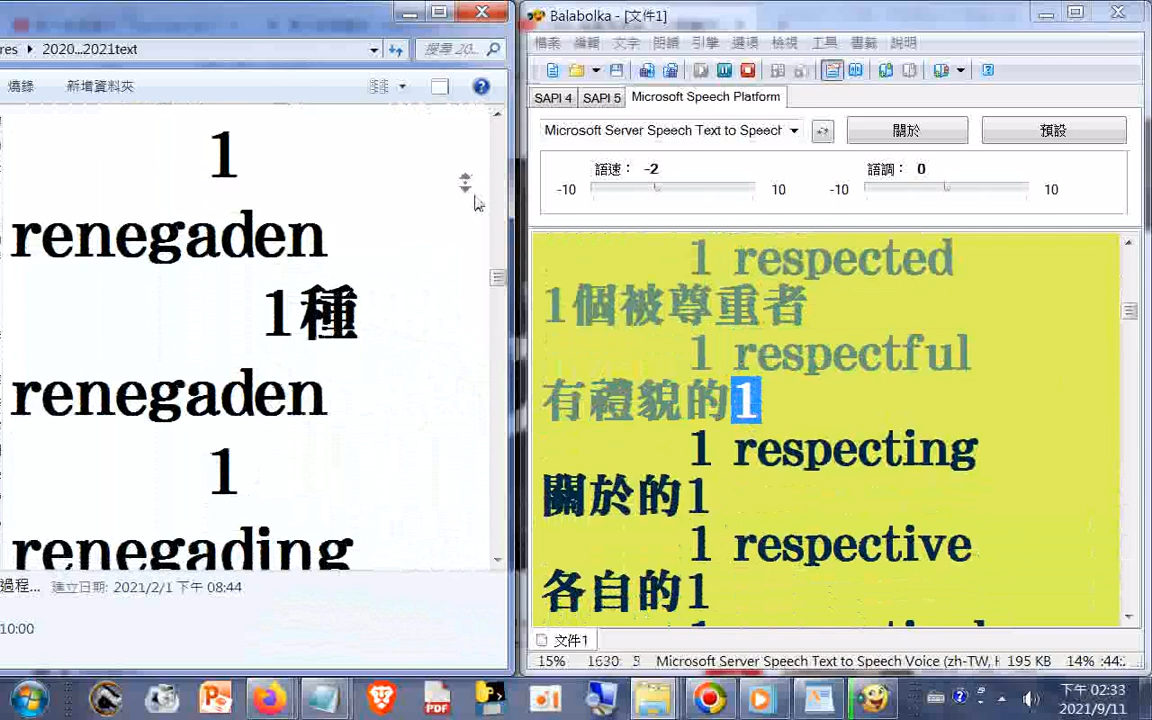 res ▸ 2020...2021text
搜尋 20...
燒錄 新增資料夾
1
renegaden
1種
renegaden
1
renegading
過程... 建立日期: 2021/2/1 下午 08:44
10:00
Balabolka - [文件1]
檔案 編輯 文字 閱讀 引擎 選項 檢視 工具 書籤 說明
SAPI 4 SAPI 5 Microsoft Speech Platform
Microsoft Server Speech Text to Speech
關於 預設
語速： -2 語調： 0
-10 10 -10 10
1 respected
1個被尊重者
1 respectful
有禮貌的1
1 respecting
關於的1
1 respective
各自的1
文件1
15% 1630 Microsoft Server Speech Text to Speech Voice (zh-TW, 195 KB 14%
PDF
下午 02:33
2021/9/11